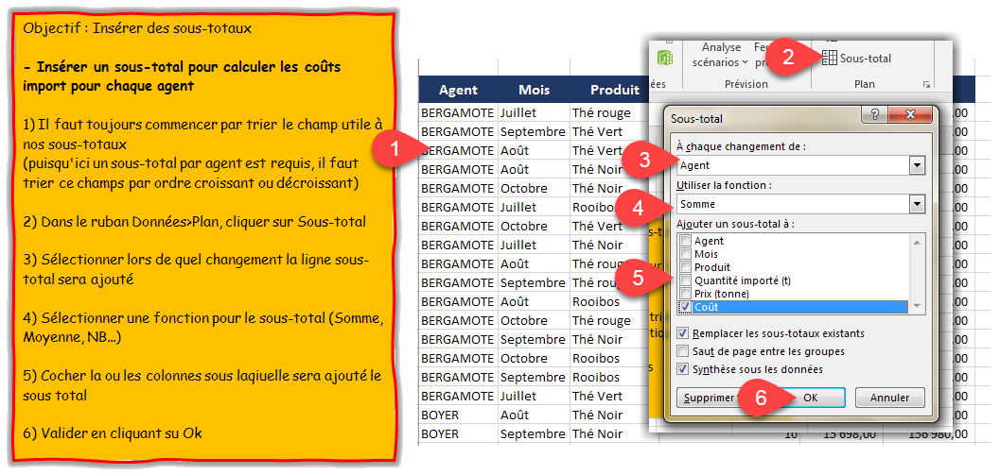 Objectif : Insérer des sous-totaux
- Insérer un sous-total pour calculer les coûts
import pour chaque agent
1) Il faut toujours commencer par trier le champ utile à
nos sous-totaux
(puisqu'ici un sous-total par agent est requis, il faut
trier ce champs par ordre croissant ou décroissant)
2) Dans le ruban Données>Plan, cliquer sur Sous-total
3) Sélectionner lors de quel changement la ligne sous-
total sera ajouté
4) Sélectionner une fonction pour le sous-total (Somme,
Moyenne, NB...)
5) Cocher la ou les colonnes sous laqiuelle sera ajouté le
sous total
6) Valider en cliquant su Ok
Agent Mois Produit
BERGAMOTE Juillet Thé rouge
BERGAMOTE Septembre Thé Vert
1 BERGAMOTE Août Thé Vert
BERGAMOTE Août Thé Noir
BERGAMOTE Octobre Thé Noir
BERGAMOTE Juillet Rooibos
BERGAMOTE Octobre Thé Vert
BERGAMOTE Juillet Thé Noir
BERGAMOTE Août Thé rouge
BERGAMOTE Septembre Thé rouge
BERGAMOTE Août Rooibos
BERGAMOTE Octobre Thé rouge
BERGAMOTE Septembre Thé Noir
BERGAMOTE Octobre Rooibos
BERGAMOTE Septembre Rooibos
BERGAMOTE Juillet Thé Vert
BOYER Août Thé Noir
BOYER Septembre Thé Noir 10 15 698,00 156 980,00
Analyse
scénarios
2 Sous-total
Prévision Plan
Sous-total
À chaque changement de :
3 Agent
Utiliser la fonction :
4 Somme
Ajouter un sous-total à :
Agent
Mois
Produit
5 Quantité importé (t)
Prix (tonne)
Coût
Remplacer les sous-totaux existants
Saut de page entre les groupes
Synthèse sous les données
Supprimer 6 OK Annuler